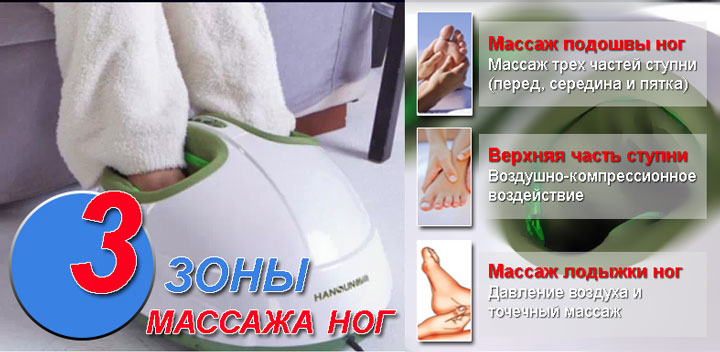 Массаж подошвы ног
Массаж трех частей ступни
(перед, середина и пятка)
Верхняя часть ступни
Воздушно-компрессионное
воздействие
Массаж лодыжки ног
Давление воздуха и
точечный массаж
3
ЗОНЫ
МАССАЖА НОГ
HANQUN